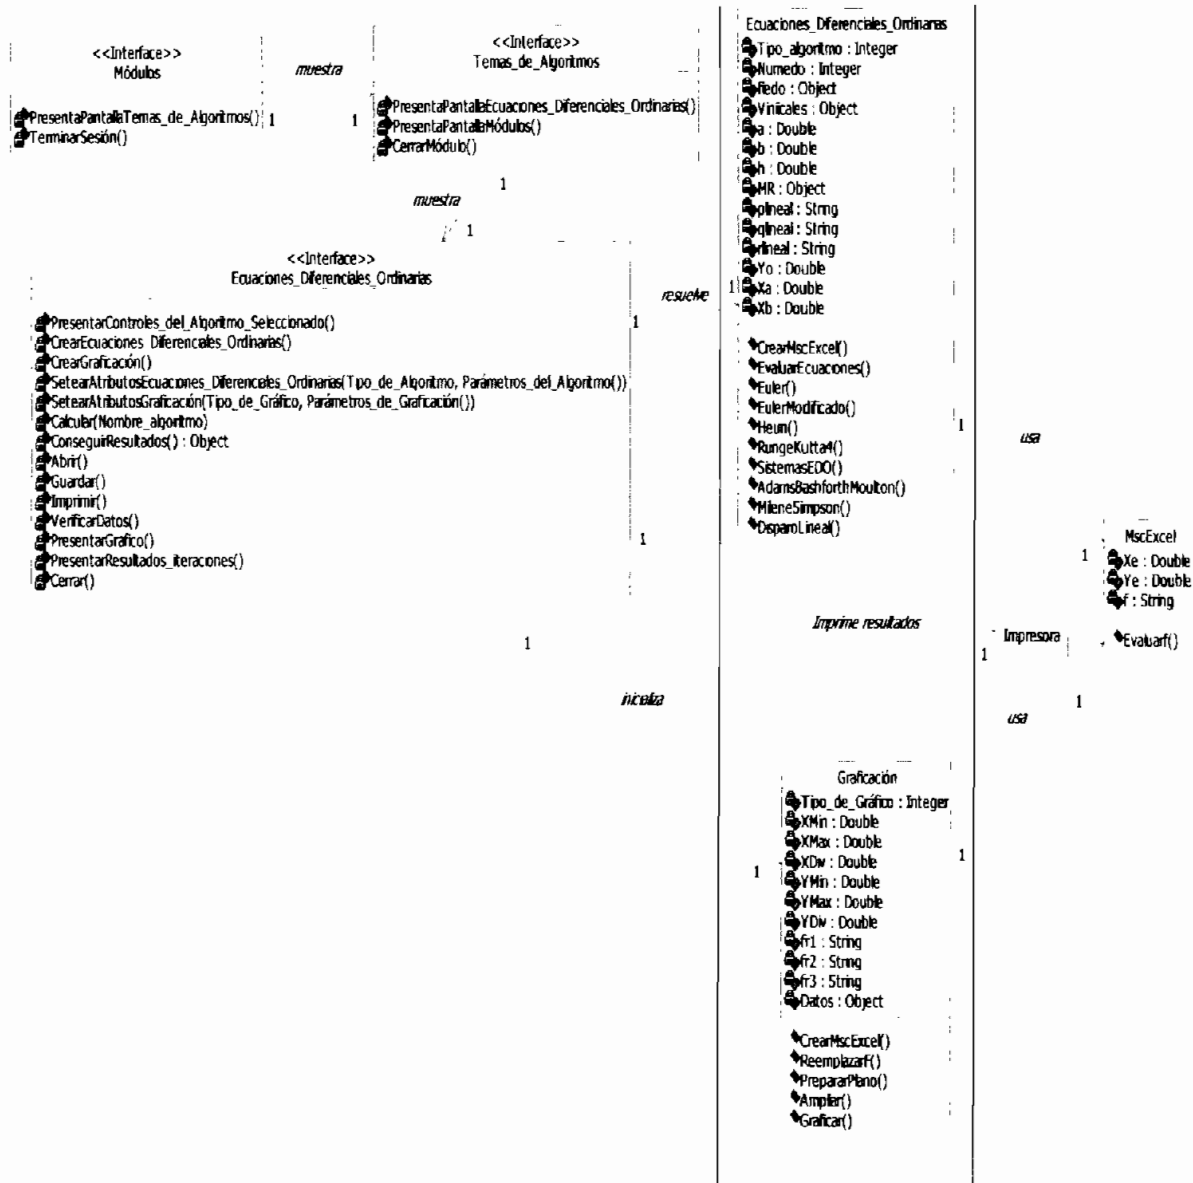 <<Interface>>
Módulos
PresentaPantallaTemas_de_Algoritmos()
TerminarSesión()
muestra
1
1
<<Interface>>
Temas_de_Algoritmos
PresentaPantallaEcuaciones_Diferenciales_Ordinarias()
PresentaPantallaMódulos()
CerrarMódulo()
1
muestra
1
<<Interface>>
Ecuaciones_Diferenciales_Ordinarias
PresentarControles_del_Algoritmo_Seleccionado()
CrearEcuaciones_Diferenciales_Ordinarias()
CrearGraficación()
SetearAtributosEcuaciones_Diferenciales_Ordinarias(Tipo_de_Algoritmo, Parámetros_del_Algoritmo())
SetearAtributosGraficación(Tipo_de_Gráfico, Parámetros_de_Graficación())
Calcular(Nombre_algoritmo)
ConseguirResultados() : Object
Abrir()
Guardar()
Imprimir()
VerificarDatos()
PresentarGrafico()
PresentarResultados_iteraciones()
Cerrar()
1
resuelve
1
1
1
inicializa
Ecuaciones_Diferenciales_Ordinarias
Tipo_algoritmo : Integer
Numedo : Integer
Fedo : Object
Vinicales : Object
a : Double
b : Double
h : Double
MR : Object
plineal : String
qlineal : String
rlineal : String
Yo : Double
Xa : Double
Xb : Double
CrearMscExcel()
EvaluarEcuaciones()
Euler()
EulerModificado()
Heun()
RungeKutta4()
SistemasEDO()
AdamsBashforthMoulton()
MileneSimpson()
DisparoLineal()
1
usa
1
MscExcel
Xe : Double
Ye : Double
f : String
Evaluarf()
Imprime resultados
Impresora
1
1
usa
Graficación
Tipo_de_Gráfico : Integer
XMin : Double
XMax : Double
XDiv : Double
YMin : Double
YMax : Double
YDiv : Double
fr1 : String
fr2 : String
fr3 : String
Datos : Object
CrearMscExcel()
Reemplazarf()
PrepararPlano()
Ampliar()
Graficar()
1
1